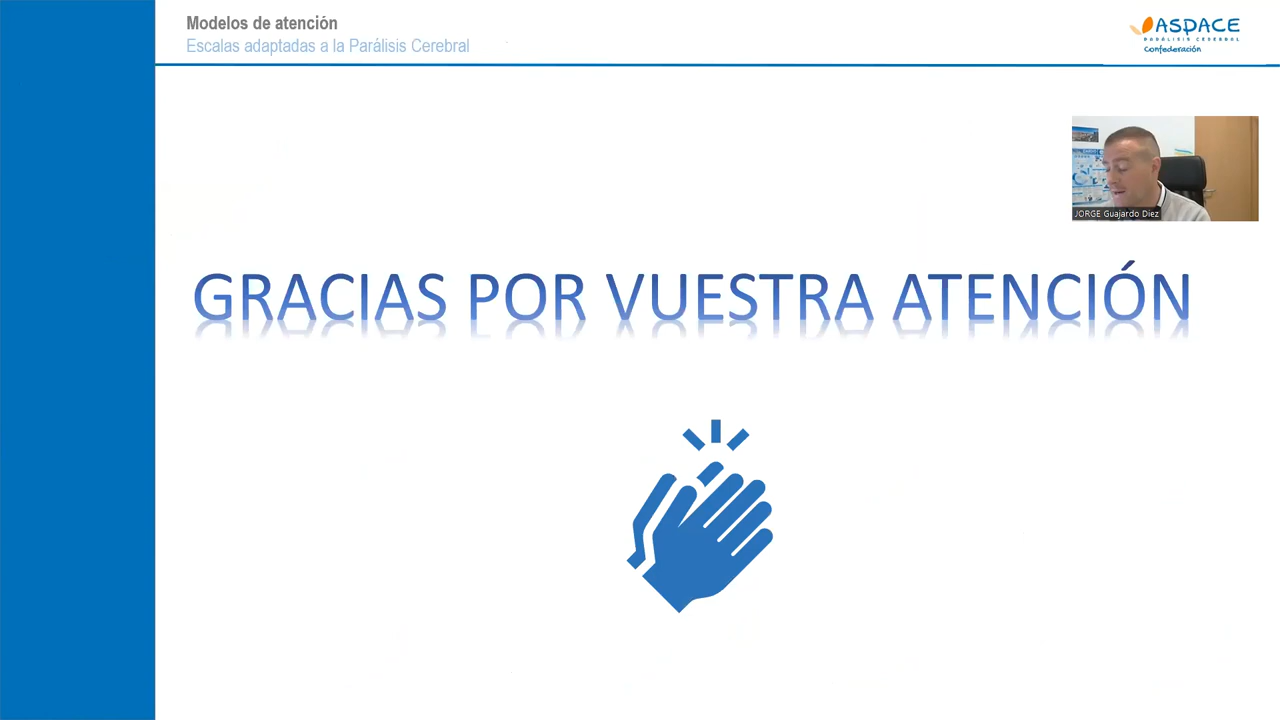 Modelos de atención
Escalas adaptadas a la Parálisis Cerebral
ASPACE
PARÁLISIS CEREBRAL
Confederación
JORGE Guajardo Diez
GRACIAS POR VUESTRA ATENCIÓN